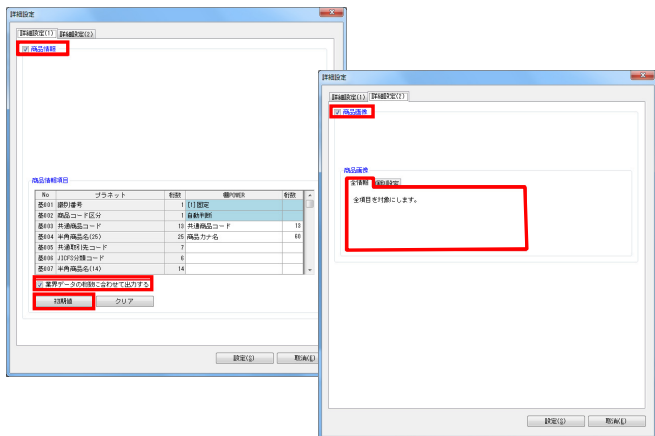 詳細設定
詳細設定(1) 詳細設定(2)
商品情報
商品情報項目
No プラネット 桁数 棚POWER 桁数
基001 識別番号 1 [1]固定
基002 商品コード区分 1 自動判断
基003 共通商品コード 13 共通商品コード 13
基004 半角商品名(25) 25 商品カナ名 60
基005 共通取引先コード 7
基006 JICFS分類コード 6
基007 半角商品名(14) 14
業界データの桁数に合わせて出力する
初期値 クリア
設定(S) 取消(C)
詳細設定
詳細設定(1) 詳細設定(2)
商品画像
商品画像
全情報 個別設定
全項目を対象にします。
設定(S) 取消(C)